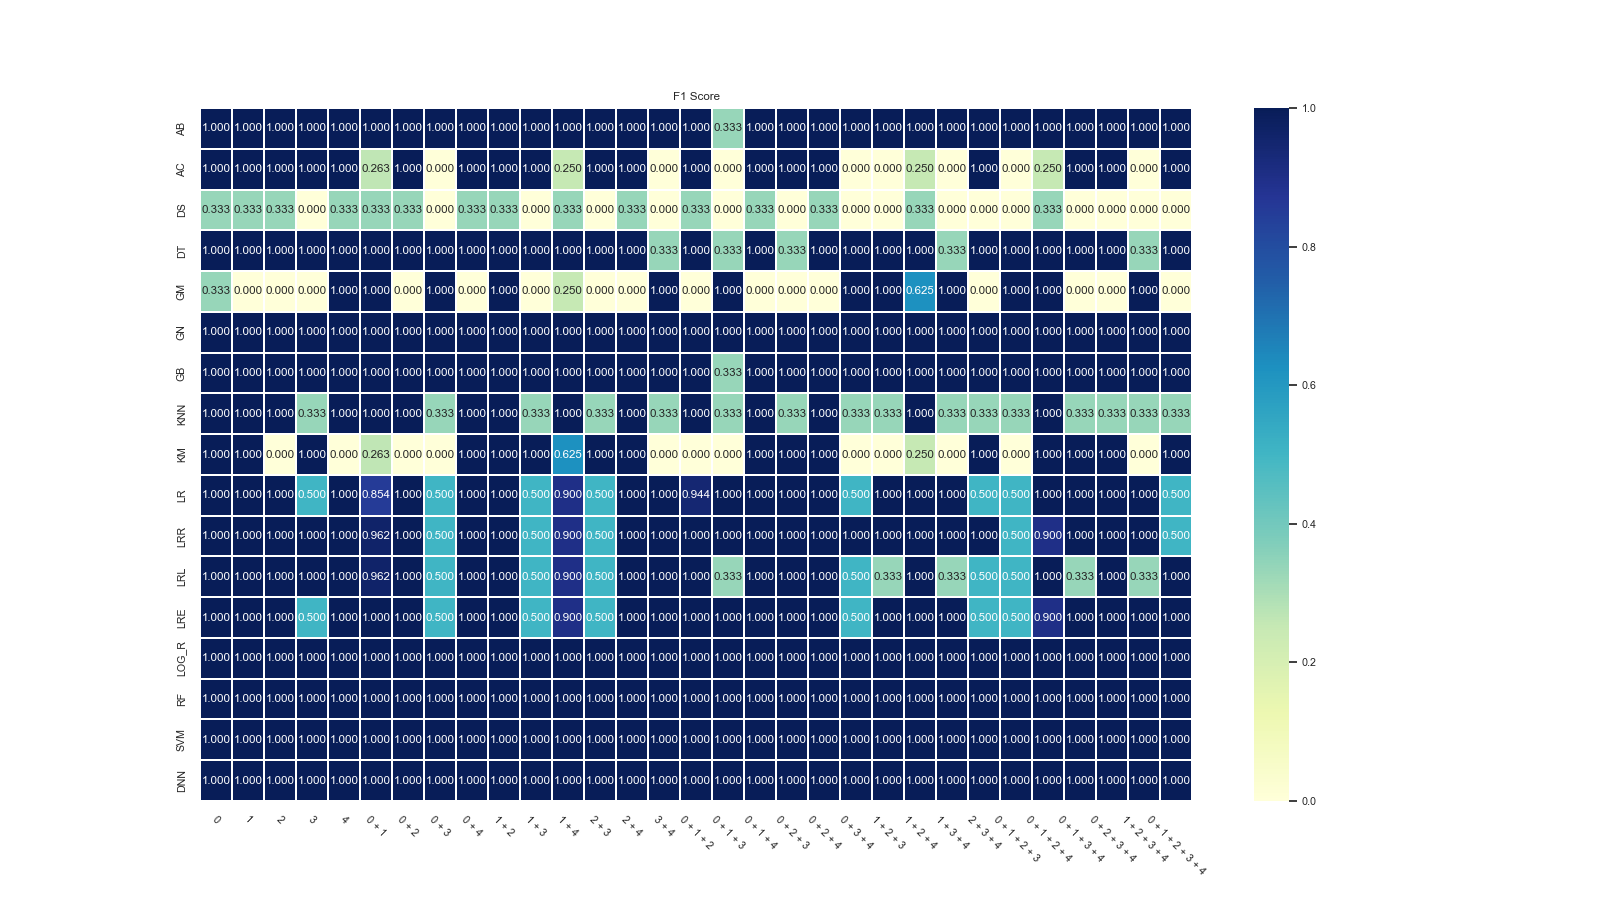 F1 Score
AB 1.000 1.000 1.000 1.000 1.000 1.000 1.000 1.000 1.000 1.000 1.000 1.000 1.000 1.000 1.000 1.000 0.333 1.000 1.000 1.000 1.000 1.000 1.000 1.000 1.000 1.000 1.000 1.000 1.000 1.000 1.000
AC 1.000 1.000 1.000 1.000 1.000 0.263 1.000 0.000 1.000 1.000 1.000 0.250 1.000 1.000 0.000 1.000 0.000 1.000 1.000 1.000 0.000 0.000 0.250 0.000 1.000 0.000 0.250 1.000 1.000 0.000 1.000
DS 0.333 0.333 0.333 0.000 0.333 0.333 0.333 0.000 0.333 0.333 0.000 0.333 0.000 0.333 0.000 0.333 0.000 0.333 0.000 0.333 0.000 0.000 0.333 0.000 0.000 0.000 0.333 0.000 0.000 0.000 0.000
DT 1.000 1.000 1.000 1.000 1.000 1.000 1.000 1.000 1.000 1.000 1.000 1.000 1.000 1.000 0.333 1.000 0.333 1.000 0.333 1.000 1.000 1.000 1.000 0.333 1.000 1.000 1.000 1.000 1.000 0.333 1.000
GM 0.333 0.000 0.000 0.000 1.000 1.000 0.000 1.000 0.000 1.000 0.000 0.250 0.000 0.000 1.000 0.000 1.000 0.000 0.000 0.000 1.000 1.000 0.625 1.000 0.000 1.000 1.000 0.000 0.000 1.000 0.000
GN 1.000 1.000 1.000 1.000 1.000 1.000 1.000 1.000 1.000 1.000 1.000 1.000 1.000 1.000 1.000 1.000 1.000 1.000 1.000 1.000 1.000 1.000 1.000 1.000 1.000 1.000 1.000 1.000 1.000 1.000 1.000
GB 1.000 1.000 1.000 1.000 1.000 1.000 1.000 1.000 1.000 1.000 1.000 1.000 1.000 1.000 1.000 1.000 0.333 1.000 1.000 1.000 1.000 1.000 1.000 1.000 1.000 1.000 1.000 1.000 1.000 1.000 1.000
KNN 1.000 1.000 1.000 0.333 1.000 1.000 1.000 0.333 1.000 1.000 0.333 1.000 0.333 1.000 0.333 1.000 0.333 1.000 0.333 1.000 0.333 0.333 1.000 0.333 0.333 0.333 1.000 0.333 0.333 0.333 0.333
KM 1.000 1.000 0.000 1.000 0.000 0.263 0.000 0.000 1.000 1.000 1.000 0.625 1.000 1.000 0.000 0.000 0.000 1.000 1.000 1.000 0.000 0.000 0.250 0.000 1.000 0.000 1.000 1.000 1.000 0.000 1.000
LR 1.000 1.000 1.000 0.500 1.000 0.854 1.000 0.500 1.000 1.000 0.500 0.900 0.500 1.000 1.000 0.944 1.000 1.000 1.000 1.000 0.500 1.000 1.000 1.000 0.500 0.500 1.000 1.000 1.000 1.000 0.500
LRR 1.000 1.000 1.000 1.000 1.000 0.962 1.000 0.500 1.000 1.000 0.500 0.900 0.500 1.000 1.000 1.000 1.000 1.000 1.000 1.000 1.000 1.000 1.000 1.000 1.000 0.500 0.900 1.000 1.000 1.000 0.500
LRL 1.000 1.000 1.000 1.000 1.000 0.962 1.000 0.500 1.000 1.000 0.500 0.900 0.500 1.000 1.000 1.000 0.333 1.000 1.000 1.000 0.500 0.333 1.000 0.333 0.500 0.500 1.000 0.333 1.000 0.333 1.000
LRE 1.000 1.000 1.000 0.500 1.000 1.000 1.000 0.500 1.000 1.000 0.500 0.900 0.500 1.000 1.000 1.000 1.000 1.000 1.000 1.000 0.500 1.000 1.000 1.000 0.500 0.500 0.900 1.000 1.000 1.000 1.000
LOG_R 1.000 1.000 1.000 1.000 1.000 1.000 1.000 1.000 1.000 1.000 1.000 1.000 1.000 1.000 1.000 1.000 1.000 1.000 1.000 1.000 1.000 1.000 1.000 1.000 1.000 1.000 1.000 1.000 1.000 1.000 1.000
RF 1.000 1.000 1.000 1.000 1.000 1.000 1.000 1.000 1.000 1.000 1.000 1.000 1.000 1.000 1.000 1.000 1.000 1.000 1.000 1.000 1.000 1.000 1.000 1.000 1.000 1.000 1.000 1.000 1.000 1.000 1.000
SVM 1.000 1.000 1.000 1.000 1.000 1.000 1.000 1.000 1.000 1.000 1.000 1.000 1.000 1.000 1.000 1.000 1.000 1.000 1.000 1.000 1.000 1.000 1.000 1.000 1.000 1.000 1.000 1.000 1.000 1.000 1.000
DNN 1.000 1.000 1.000 1.000 1.000 1.000 1.000 1.000 1.000 1.000 1.000 1.000 1.000 1.000 1.000 1.000 1.000 1.000 1.000 1.000 1.000 1.000 1.000 1.000 1.000 1.000 1.000 1.000 1.000 1.000 1.000
0
1
2
3
4
0 + 1
0 + 2
0 + 3
0 + 4
1 + 2
1 + 3
1 + 4
2 + 3
2 + 4
3 + 4
0 + 1 + 2
0 + 1 + 3
0 + 1 + 4
0 + 2 + 3
0 + 2 + 4
0 + 3 + 4
1 + 2 + 3
1 + 2 + 4
1 + 3 + 4
2 + 3 + 4
0 + 1 + 2 + 3
0 + 1 + 2 + 4
0 + 1 + 3 + 4
0 + 2 + 3 + 4
1 + 2 + 3 + 4
0 + 1 + 2 + 3 + 4
1.0
0.8
0.6
0.4
0.2
0.0